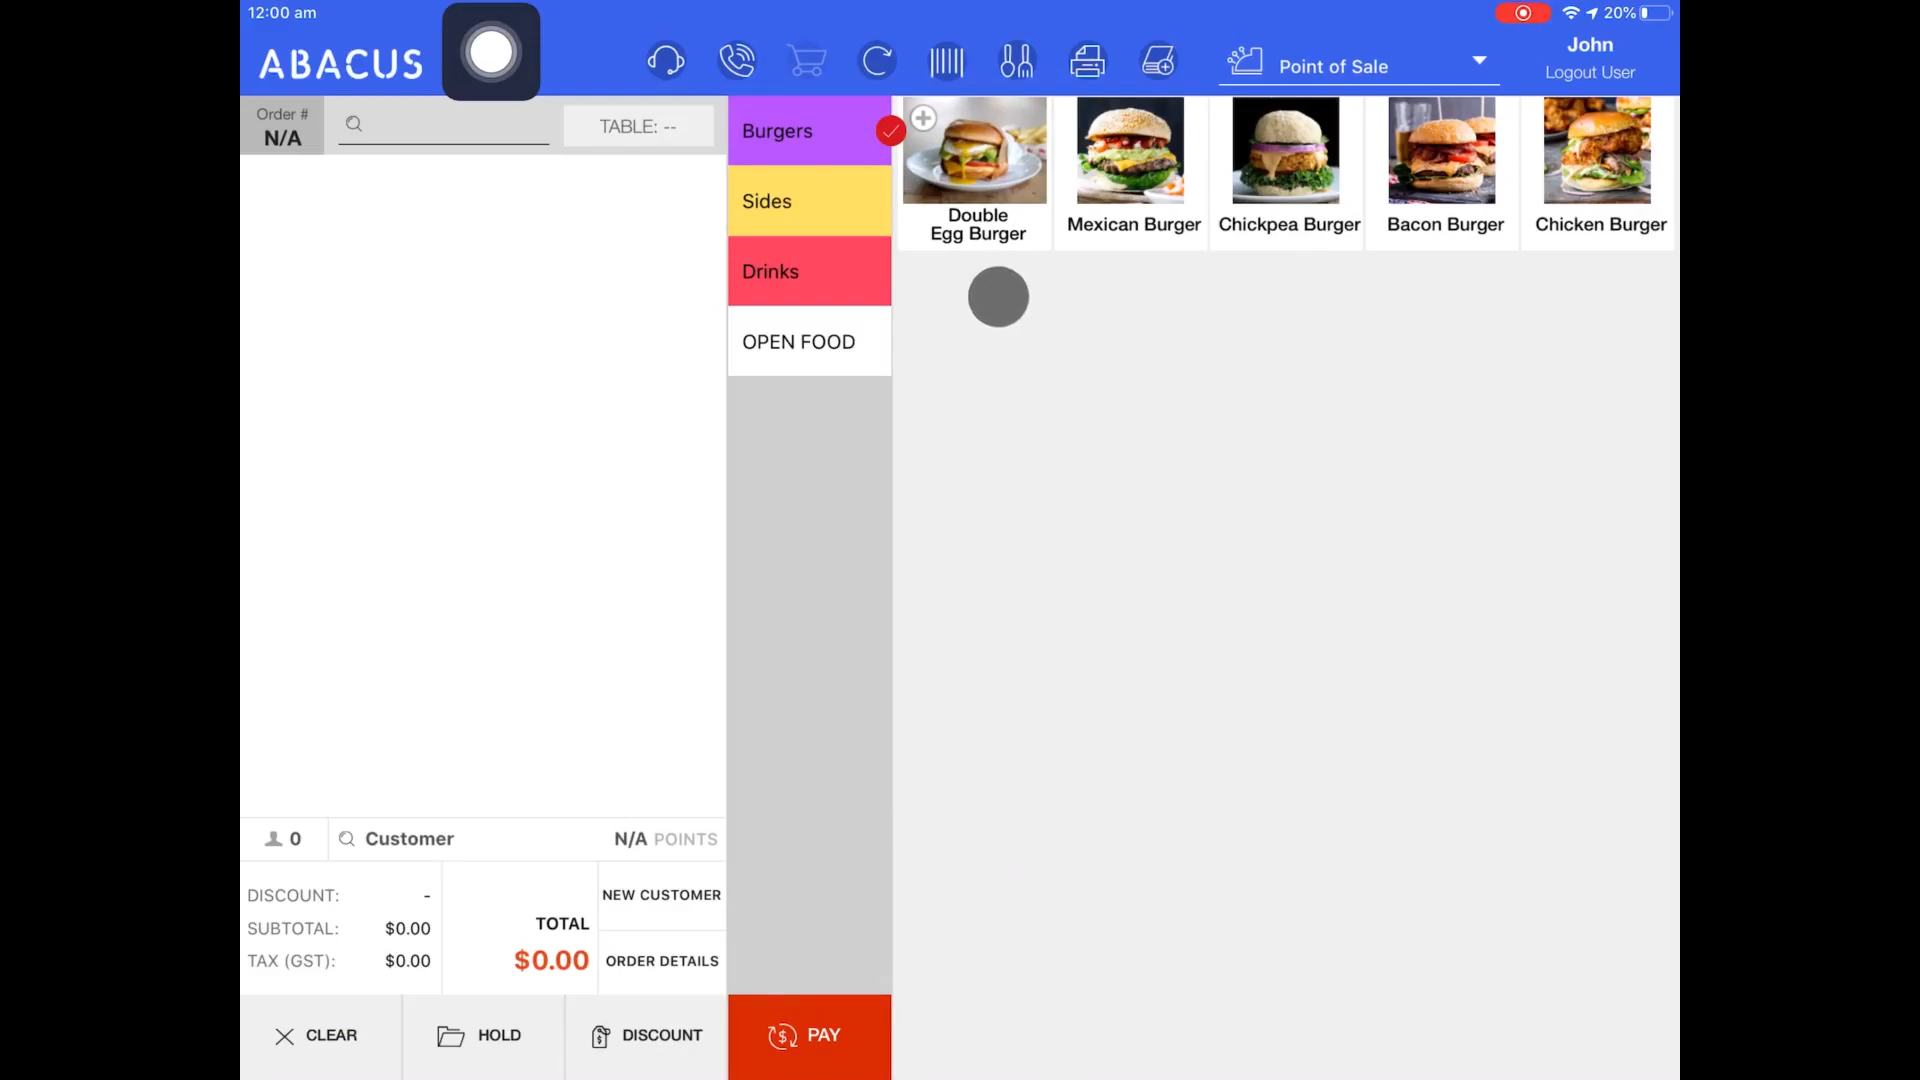 12:00 am
20%
ABACUS
Point of Sale
John
Logout User
Order #
N/A
TABLE: --
Burgers
Sides
Drinks
OPEN FOOD
Double
Egg Burger
Mexican Burger
Chickpea Burger
Bacon Burger
Chicken Burger
0
Customer
N/A POINTS
DISCOUNT: -
SUBTOTAL: $0.00
TAX (GST): $0.00
TOTAL
$0.00
NEW CUSTOMER
ORDER DETAILS
CLEAR
HOLD
DISCOUNT
PAY